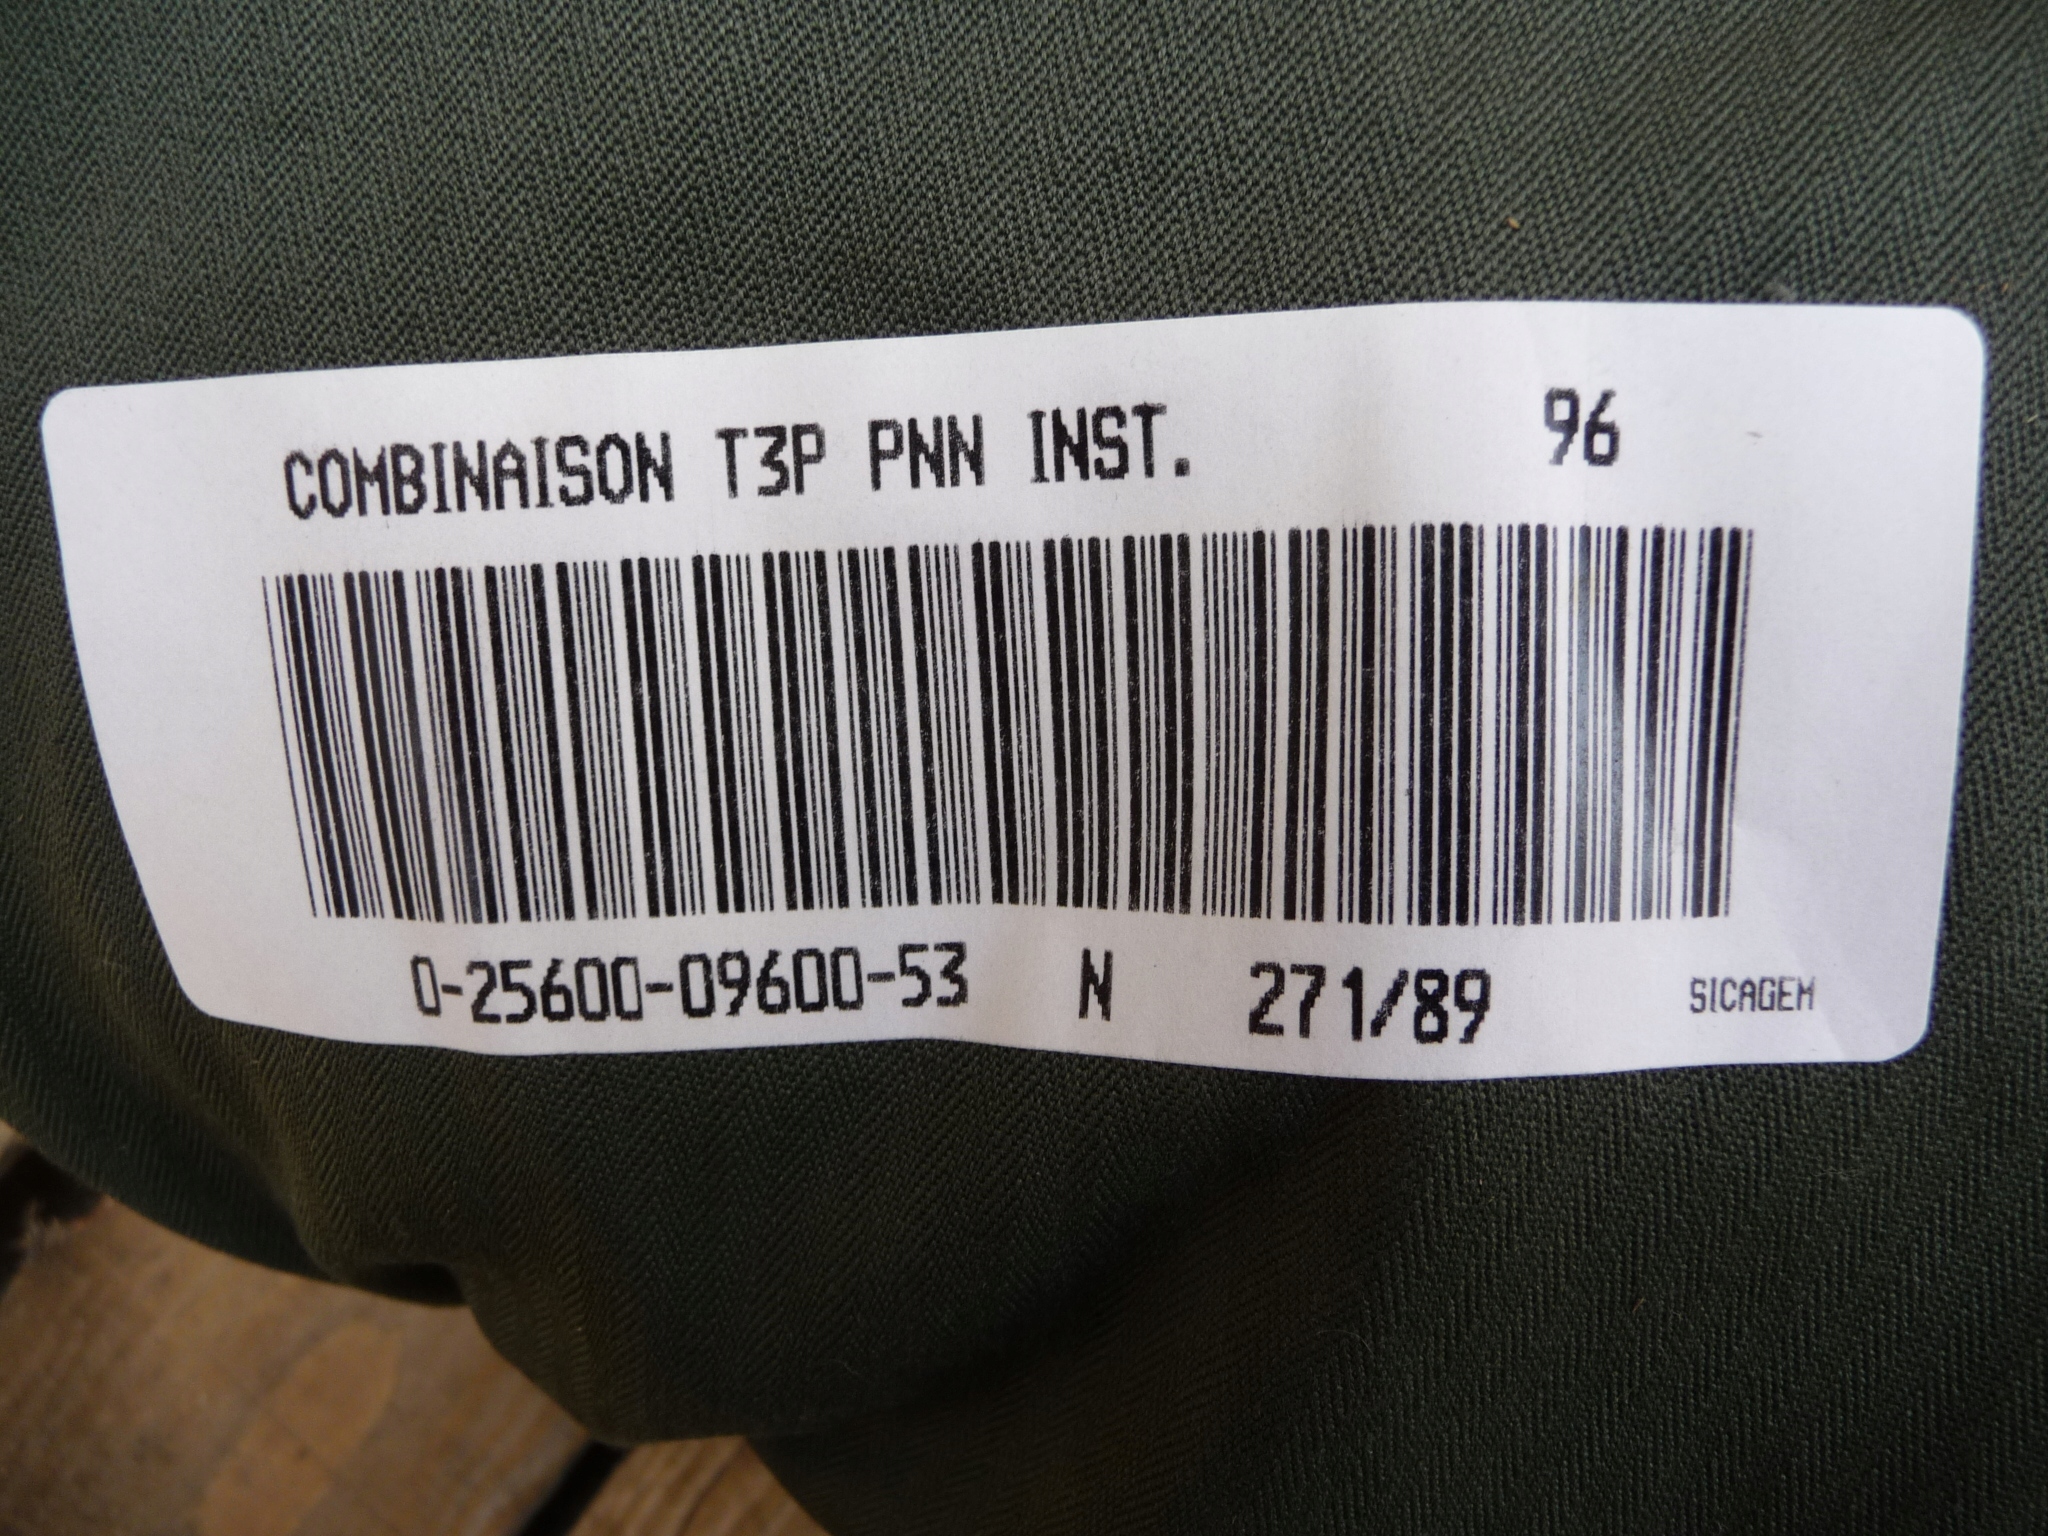 COMBINAISON T3P PNN INST. 96
0-25600-09600-53 N 271/89 SICAGEM